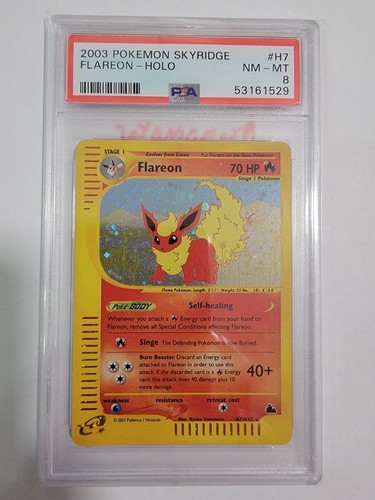 2003 POKEMON SKYRIDGE #H7
FLAREON - HOLO NM - MT
8
PSA 53161529
STAGE 1 Evolves from Eevee Put Flareon on the Basic Pokémon
Flareon 70 HP
Stage 1 Pokémon
Flame Pokémon. Length: 2' 11", Weight: 55 lbs.
Poké-BODY Self-healing
Whenever you attach a Energy card from your hand to
Flareon, remove all Special Conditions affecting Flareon.
Singe The Defending Pokémon is now Burned.
Burn Booster Discard an Energy card
attached to Flareon in order to use this
attack. If the discarded card is a Energy
card, this attack does 40 damage plus 10
more damage.
40+
weakness resistance retreat cost
e
© 2003 Pokémon / Nintendo